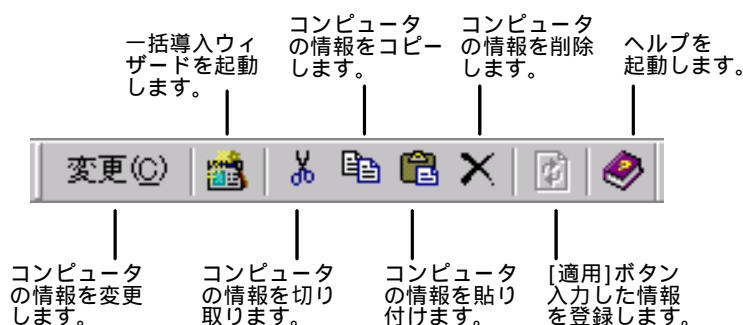 一括導入ウィ
ザードを起動
します。
コンピュータ
の情報をコピー
します。
コンピュータ
の情報を削除
します。
ヘルプを
起動します。
変更(C)
コンピュータ
の情報を変更
します。
コンピュータ
の情報を切り
取ります。
コンピュータ
の情報を貼り
付けます。
[適用]ボタン
入力した情報
を登録します。